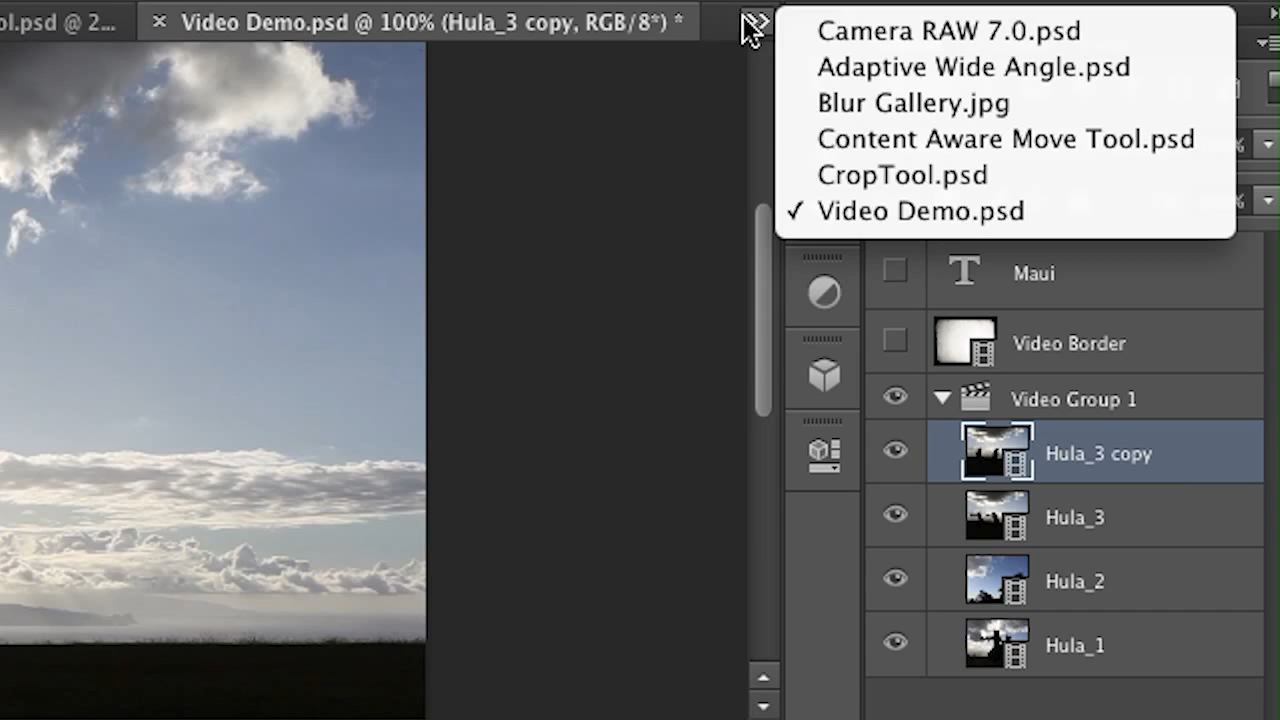 ol.psd @ 2...
× Video Demo.psd @ 100% (Hula_3 copy, RGB/8*) *
Camera RAW 7.0.psd
Adaptive Wide Angle.psd
Blur Gallery.jpg
Content Aware Move Tool.psd
CropTool.psd
✓ Video Demo.psd
%
%
T Maui
Video Border
Video Group 1
Hula_3 copy
Hula_3
Hula_2
Hula_1